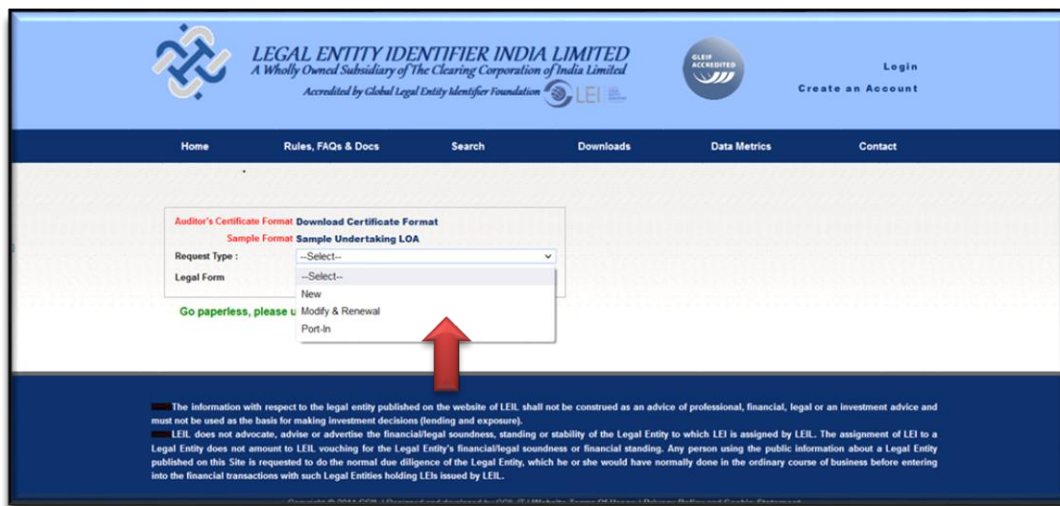 LEGAL ENTITY IDENTIFIER INDIA LIMITED
A Wholly Owned Subsidiary of The Clearing Corporation of India Limited
Accredited by Global Legal Entity Identifier Foundation
LEI
GLEIF
ACCREDITED
Login
Create an Account
Home Rules, FAQs & Docs Search Downloads Data Metrics Contact
Auditor's Certificate Format Download Certificate Format
Sample Format Sample Undertaking LOA
Request Type : --Select--
Legal Form --Select--
New
Go paperless, please u Modify & Renewal
Port-In
The information with respect to the legal entity published on the website of LEIL shall not be construed as an advice of professional, financial, legal or an investment advice and
must not be used as the basis for making investment decisions (lending and exposure).
LEIL does not advocate, advise or advertise the financial/legal soundness, standing or stability of the Legal Entity to which LEI is assigned by LEIL. The assignment of LEI to a
Legal Entity does not amount to LEIL vouching for the Legal Entity's financial/legal soundness or financial standing. Any person using the public information about a Legal Entity
published on this Site is requested to do the normal due diligence of the Legal Entity, which he or she would have normally done in the ordinary course of business before entering
into the financial transactions with such Legal Entities holding LEIs issued by LEIL.